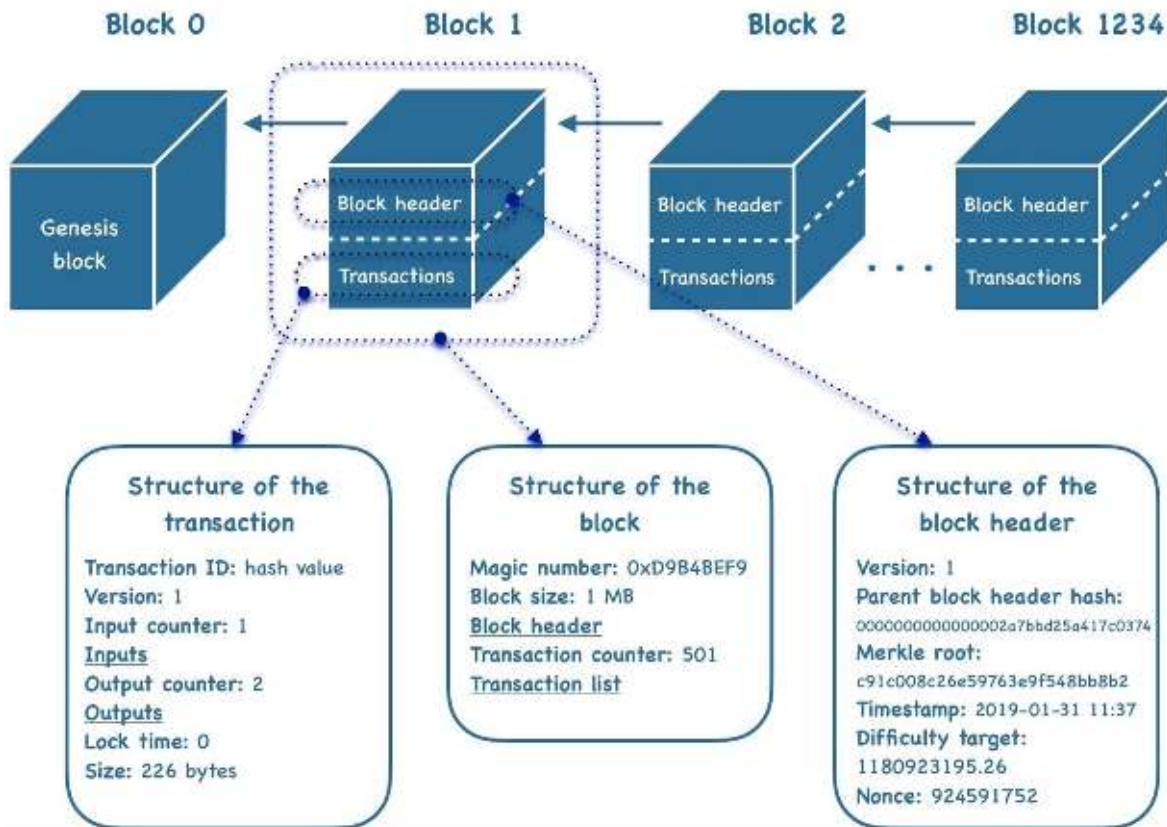 Block 0
Block 1
Block 2
Block 1234
Genesis
block
Block header
Transactions
Block header
Transactions
. . .
Block header
Transactions
Structure of the
transaction
Transaction ID: hash value
Version: 1
Input counter: 1
Inputs
Output counter: 2
Outputs
Lock time: 0
Size: 226 bytes
Structure of the
block
Magic number: 0xD9B4BEF9
Block size: 1 MB
Block header
Transaction counter: 501
Transaction list
Structure of the
block header
Version: 1
Parent block header hash:
0000000000000002a7bbd25a417c0374
Merkle root:
c91c008c26e59763e9f548bb8b2
Timestamp: 2019-01-31 11:37
Difficulty target:
1180923195.26
Nonce: 924591752